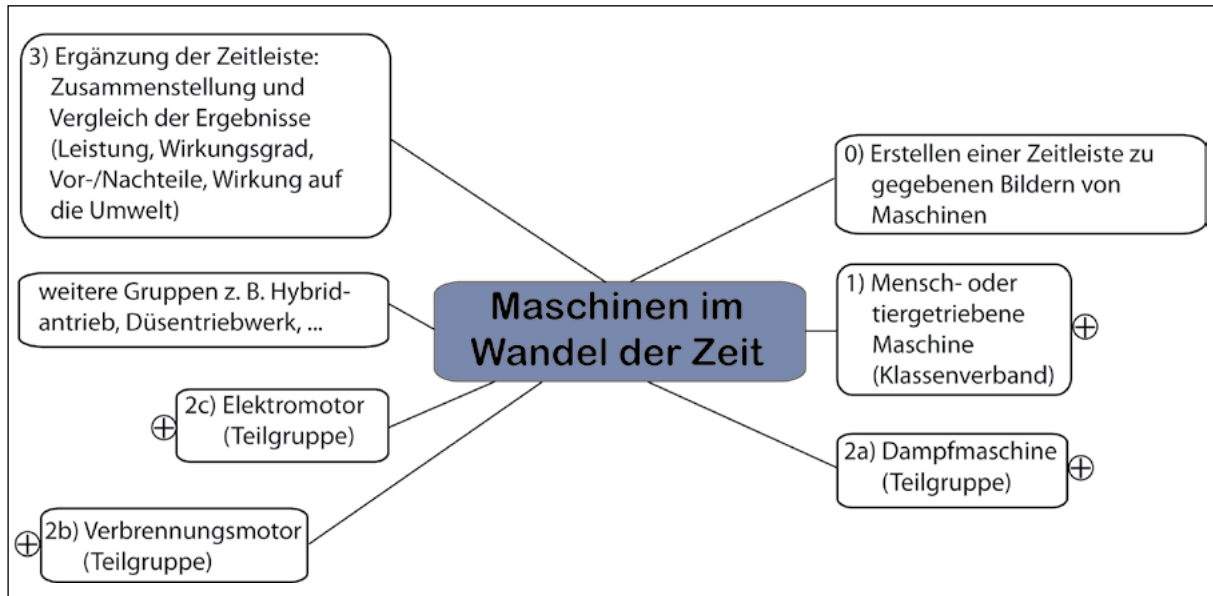 3) Ergänzung der Zeitleiste:
Zusammenstellung und
Vergleich der Ergebnisse
(Leistung, Wirkungsgrad,
Vor-/Nachteile, Wirkung auf
die Umwelt)
0) Erstellen einer Zeitleiste zu
gegebenen Bildern von
Maschinen
weitere Gruppen z. B. Hybrid-
antrieb, Düsentriebwerk, ...
Maschinen im
Wandel der Zeit
1) Mensch- oder
tiergetriebene
Maschine
(Klassenverband)
2c) Elektromotor
(Teilgruppe)
2a) Dampfmaschine
(Teilgruppe)
2b) Verbrennungsmotor
(Teilgruppe)